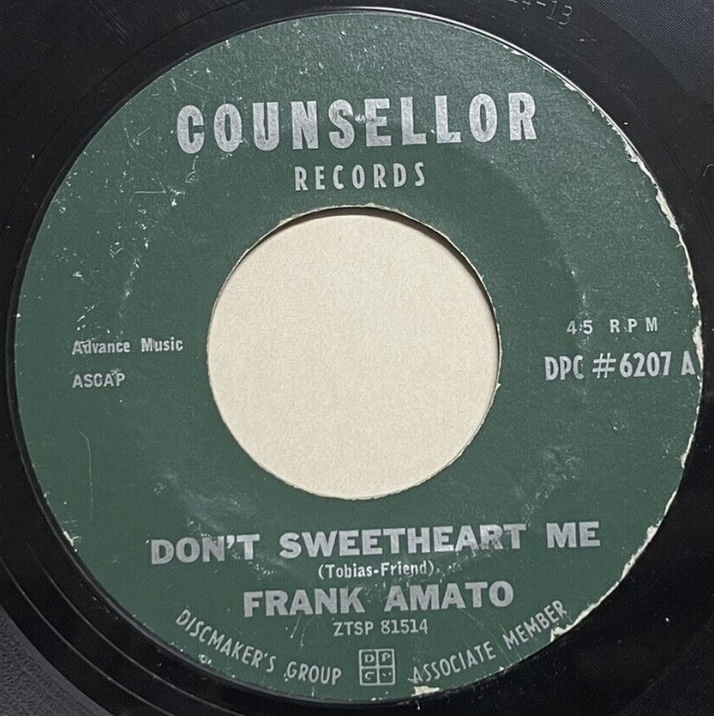 COUNSELLOR
RECORDS
45 RPM
DPC #6207 A
Advance Music
ASCAP
DON'T SWEETHEART ME
(Tobias-Friend)
FRANK AMATO
ZTSP 81514
DISCMAKER'S GROUP DPC ASSOCIATE MEMBER